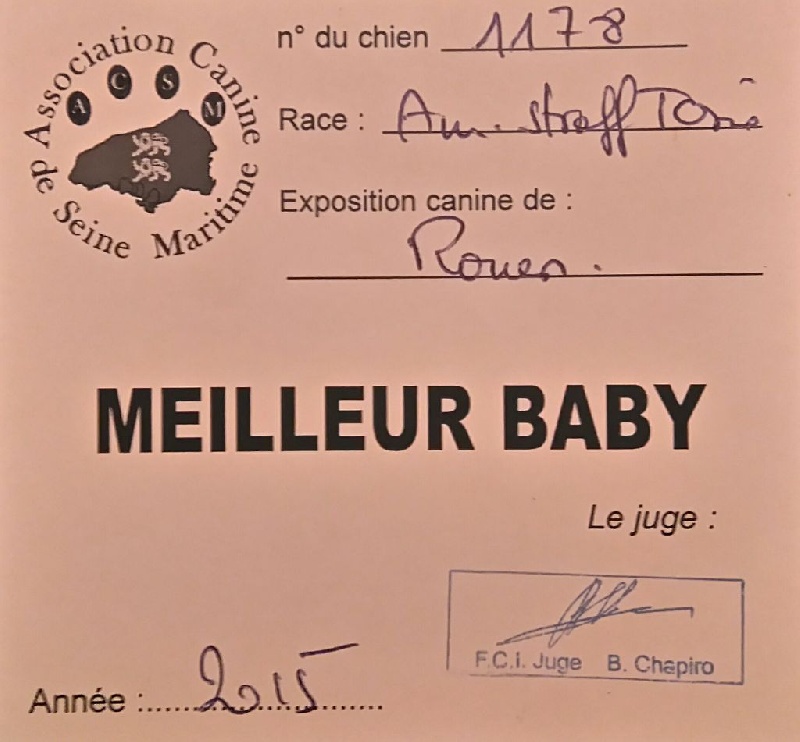 Association Canine
de Seine Maritime
A C S M
n° du chien 1178
Race : Am. staff
Exposition canine de :
Rouen.
MEILLEUR BABY
Le juge :
F.C.i. Juge B. Chapiro
Année :..... 2015 .....